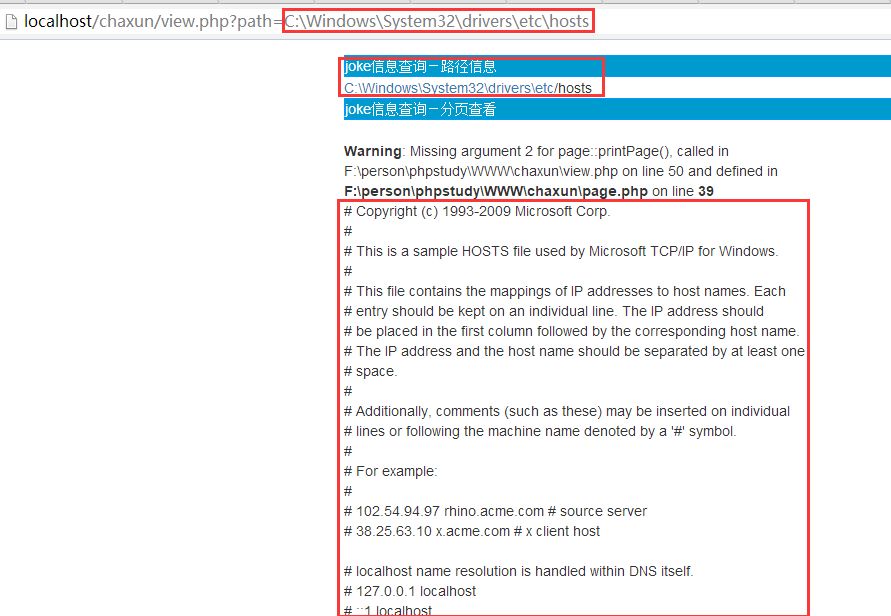 localhost/chaxun/view.php?path=C:\Windows\System32\drivers\etc\hosts
joke信息查询－路径信息
C:\Windows\System32\drivers\etc/hosts
joke信息查询－分页查看
Warning: Missing argument 2 for page::printPage(), called in
F:\person\phpstudy\WWW\chaxun\view.php on line 50 and defined in
F:\person\phpstudy\WWW\chaxun\page.php on line 39
# Copyright (c) 1993-2009 Microsoft Corp.
#
# This is a sample HOSTS file used by Microsoft TCP/IP for Windows.
#
# This file contains the mappings of IP addresses to host names. Each
# entry should be kept on an individual line. The IP address should
# be placed in the first column followed by the corresponding host name.
# The IP address and the host name should be separated by at least one
# space.
#
# Additionally, comments (such as these) may be inserted on individual
# lines or following the machine name denoted by a '#' symbol.
#
# For example:
#
# 102.54.94.97 rhino.acme.com # source server
# 38.25.63.10 x.acme.com # x client host
# localhost name resolution is handled within DNS itself.
# 127.0.0.1 localhost
# ::1 localhost